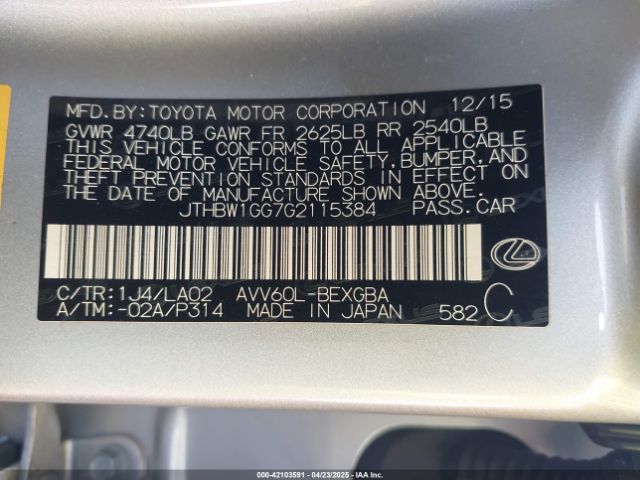 MFD. BY: TOYOTA MOTOR CORPORATION 12/15
GVWR 4740LB GAWR FR 2625LB RR 2540LB
THIS VEHICLE CONFORMS TO ALL APPLICABLE
FEDERAL MOTOR VEHICLE SAFETY, BUMPER, AND
THEFT PREVENTION STANDARDS IN EFFECT ON
THE DATE OF MANUFACTURE SHOWN ABOVE.
JTHBW1GG7G2115384 PASS. CAR
C/TR: 1J4/LA02 AVV60L-BEXGBA
A/TM: -02A/P314 MADE IN JAPAN 582 C
00-42103591 - 04/23/2025 - IAAI, Inc.